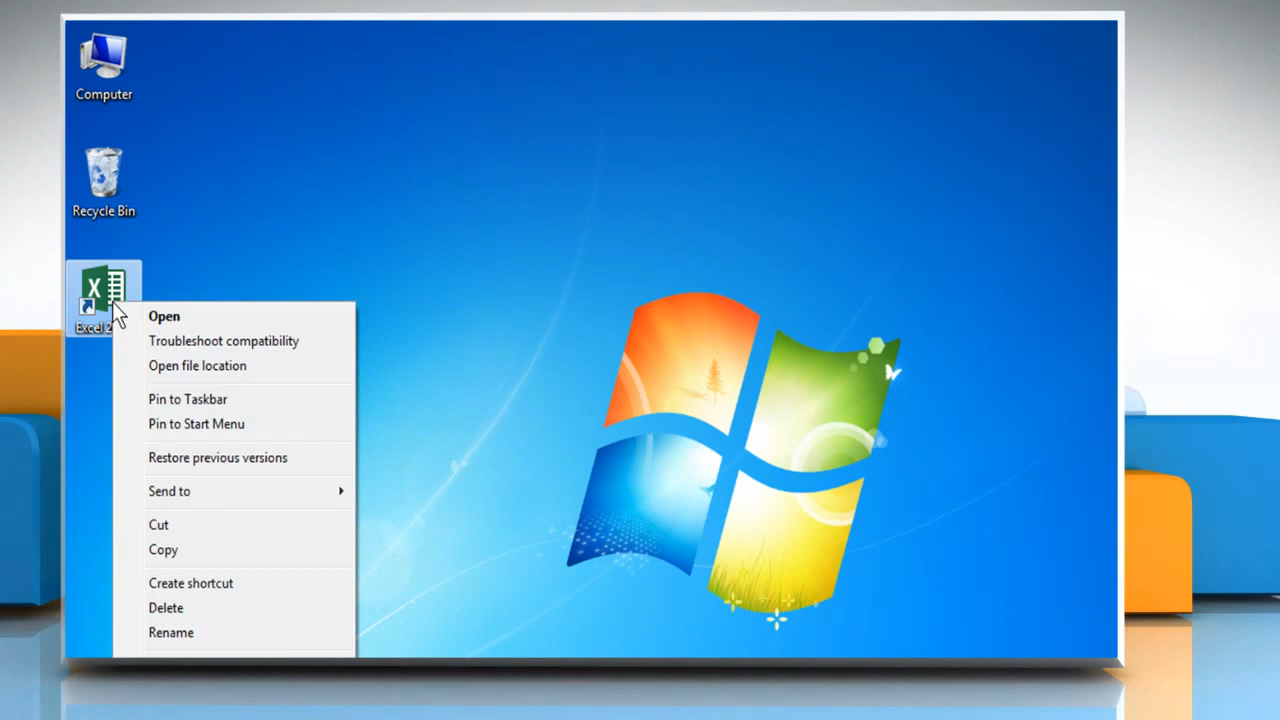 Computer
Recycle Bin
Excel
Open
Troubleshoot compatibility
Open file location
Pin to Taskbar
Pin to Start Menu
Restore previous versions
Send to
Cut
Copy
Create shortcut
Delete
Rename